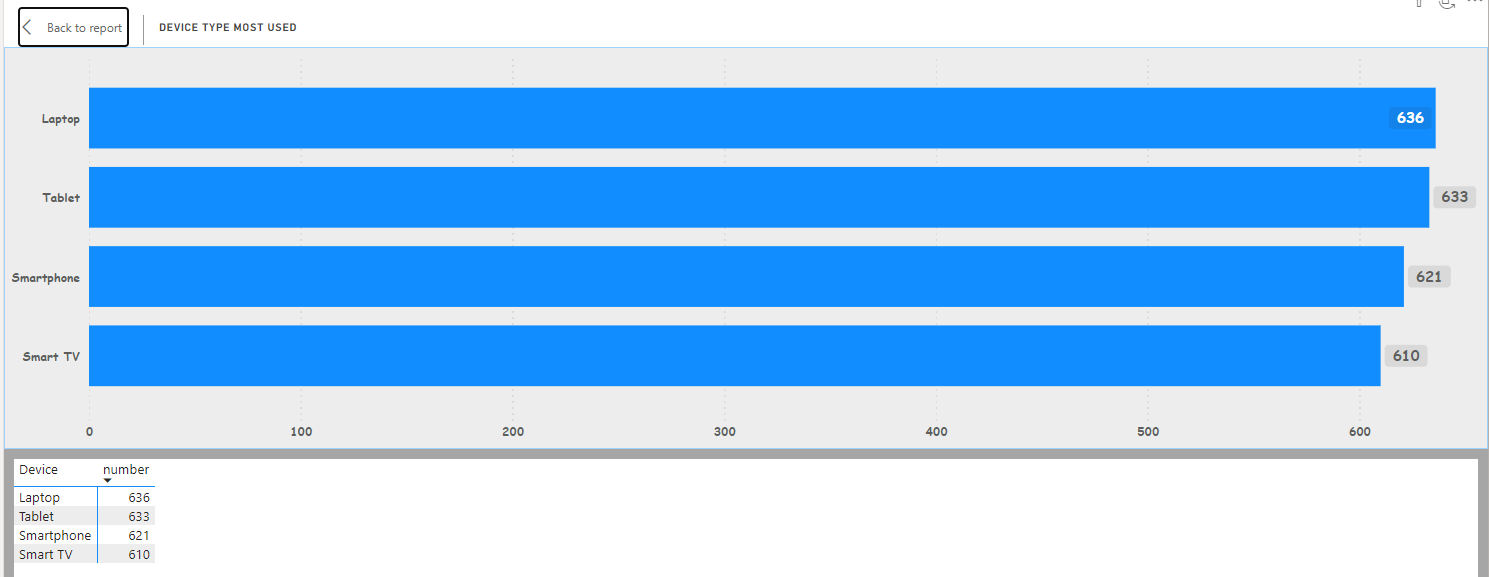 Back to report
DEVICE TYPE MOST USED
Laptop 636
Tablet 633
Smartphone 621
Smart TV 610
0 100 200 300 400 500 600
Device number
Laptop 636
Tablet 633
Smartphone 621
Smart TV 610